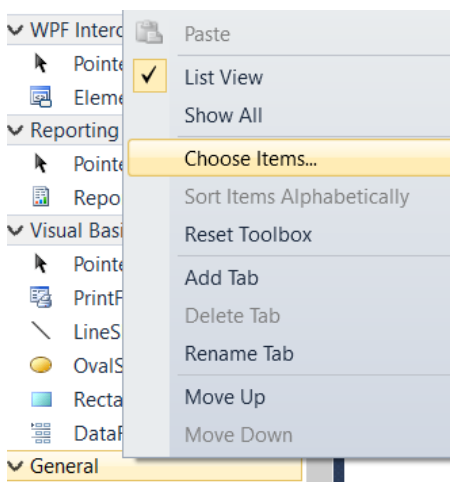 WPF Interc
Pointe
Eleme
Reporting
Pointe
Repo
Visual Basi
Pointe
PrintF
LineS
OvalS
Recta
DataR
General
Paste
List View
Show All
Choose Items...
Sort Items Alphabetically
Reset Toolbox
Add Tab
Delete Tab
Rename Tab
Move Up
Move Down